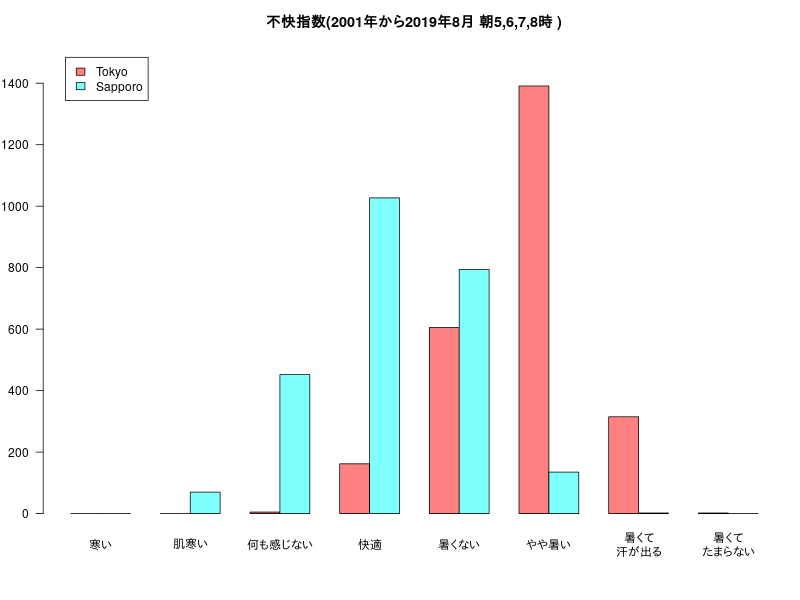 不快指数(2001年から2019年8月 朝5,6,7,8時 )
Tokyo
Sapporo
1400
1200
1000
800
600
400
200
0
寒い
肌寒い
何も感じない
快適
暑くない
やや暑い
暑くて
汗が出る
暑くて
たまらない